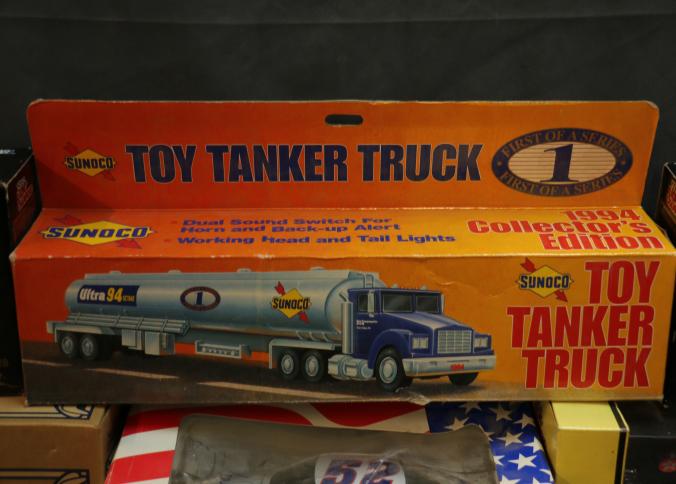 SUNOCO
TOY TANKER TRUCK
FIRST OF A SERIES
1
FIRST OF A SERIES
SUNOCO
• Dual Sound Switch For
Horn and Back-up Alert
• Working Head and Tail Lights
1994
Collector's
Edition
Ultra 94 OCTANE
1
SUNOCO
SUNOCO
TOY
TANKER
TRUCK
1994
52